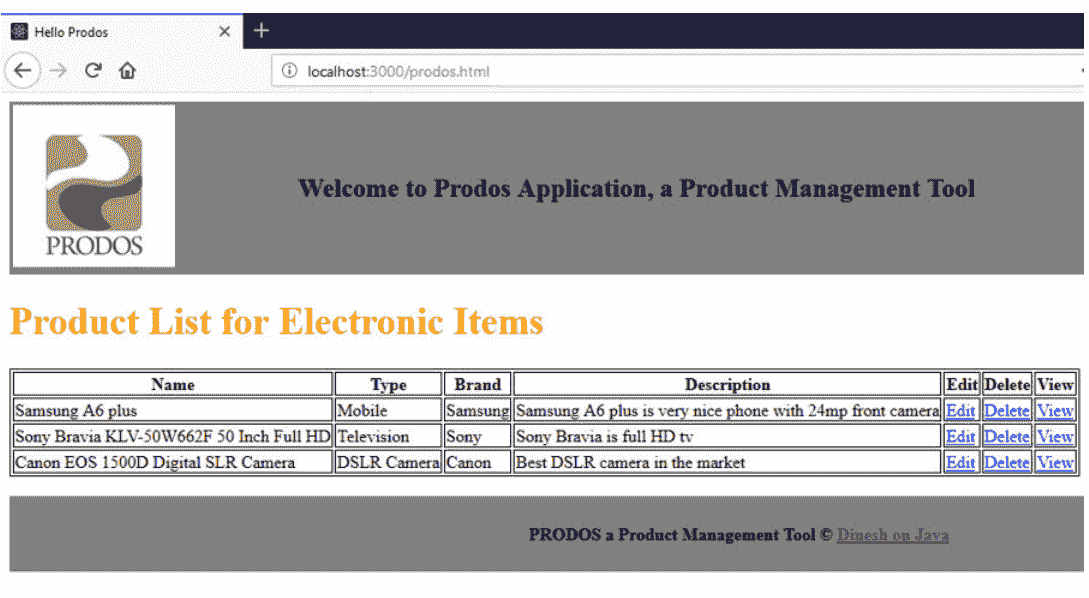 Hello Prodos
localhost:3000/prodos.html
PRODOS
Welcome to Prodos Application, a Product Management Tool
Product List for Electronic Items
Name Type Brand Description Edit Delete View
Samsung A6 plus Mobile Samsung Samsung A6 plus is very nice phone with 24mp front camera Edit Delete View
Sony Bravia KLV-50W662F 50 Inch Full HD Television Sony Sony Bravia is full HD tv Edit Delete View
Canon EOS 1500D Digital SLR Camera DSLR Camera Canon Best DSLR camera in the market Edit Delete View
PRODOS a Product Management Tool © Dinesh on Java